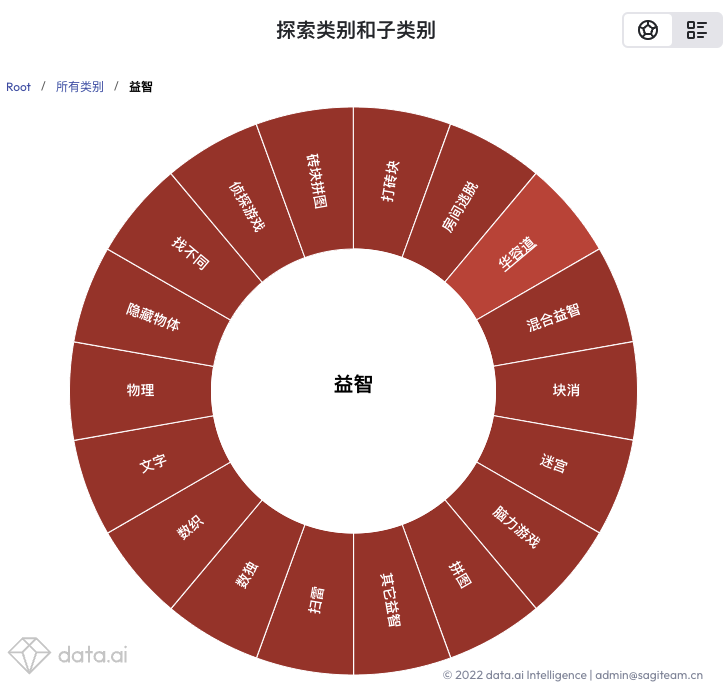 探索类别和子类别
Root / 所有类别 / 益智
打砖块
房间逃脱
华容道
混合益智
块消
迷宫
脑力游戏
拼图
其它益智
扫雷
数独
数织
文字
物理
隐藏物体
找不同
侦探游戏
砖块拼图
益智
data.ai
© 2022 data.ai Intelligence | admin@sagiteam.cn